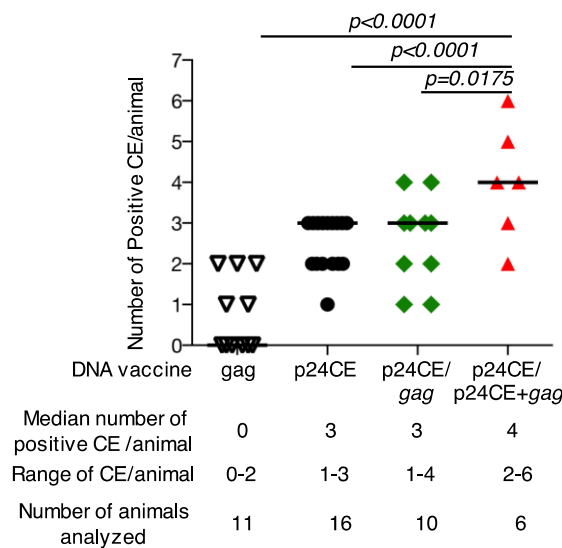 p<0.0001
p<0.0001
p=0.0175
Number of Positive CE/animal
7
6
5
4
3
2
1
0
DNA vaccine gag p24CE p24CE/gag p24CE/p24CE+gag
Median number of positive CE /animal 0 3 3 4
Range of CE/animal 0-2 1-3 1-4 2-6
Number of animals analyzed 11 16 10 6